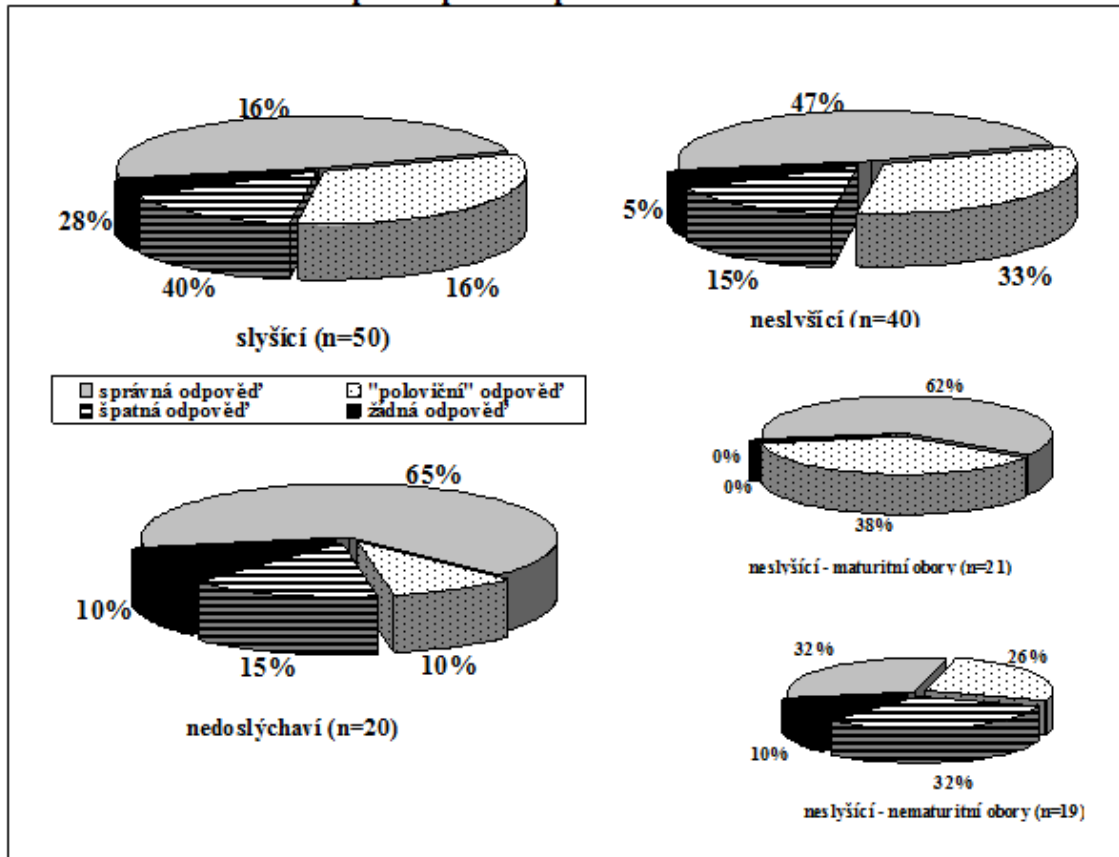 16%
28%
40%
16%
slyšící (n=50)
47%
5%
15%
33%
neslyšící (n=40)
správná odpověď
"poloviční" odpověď
špatná odpověď
žádná odpověď
62%
0%
0%
38%
neslyšící - maturitní obory (n=21)
65%
10%
15%
10%
nedoslýchaví (n=20)
32%
26%
10%
32%
neslyšící - nematuritní obory (n=19)